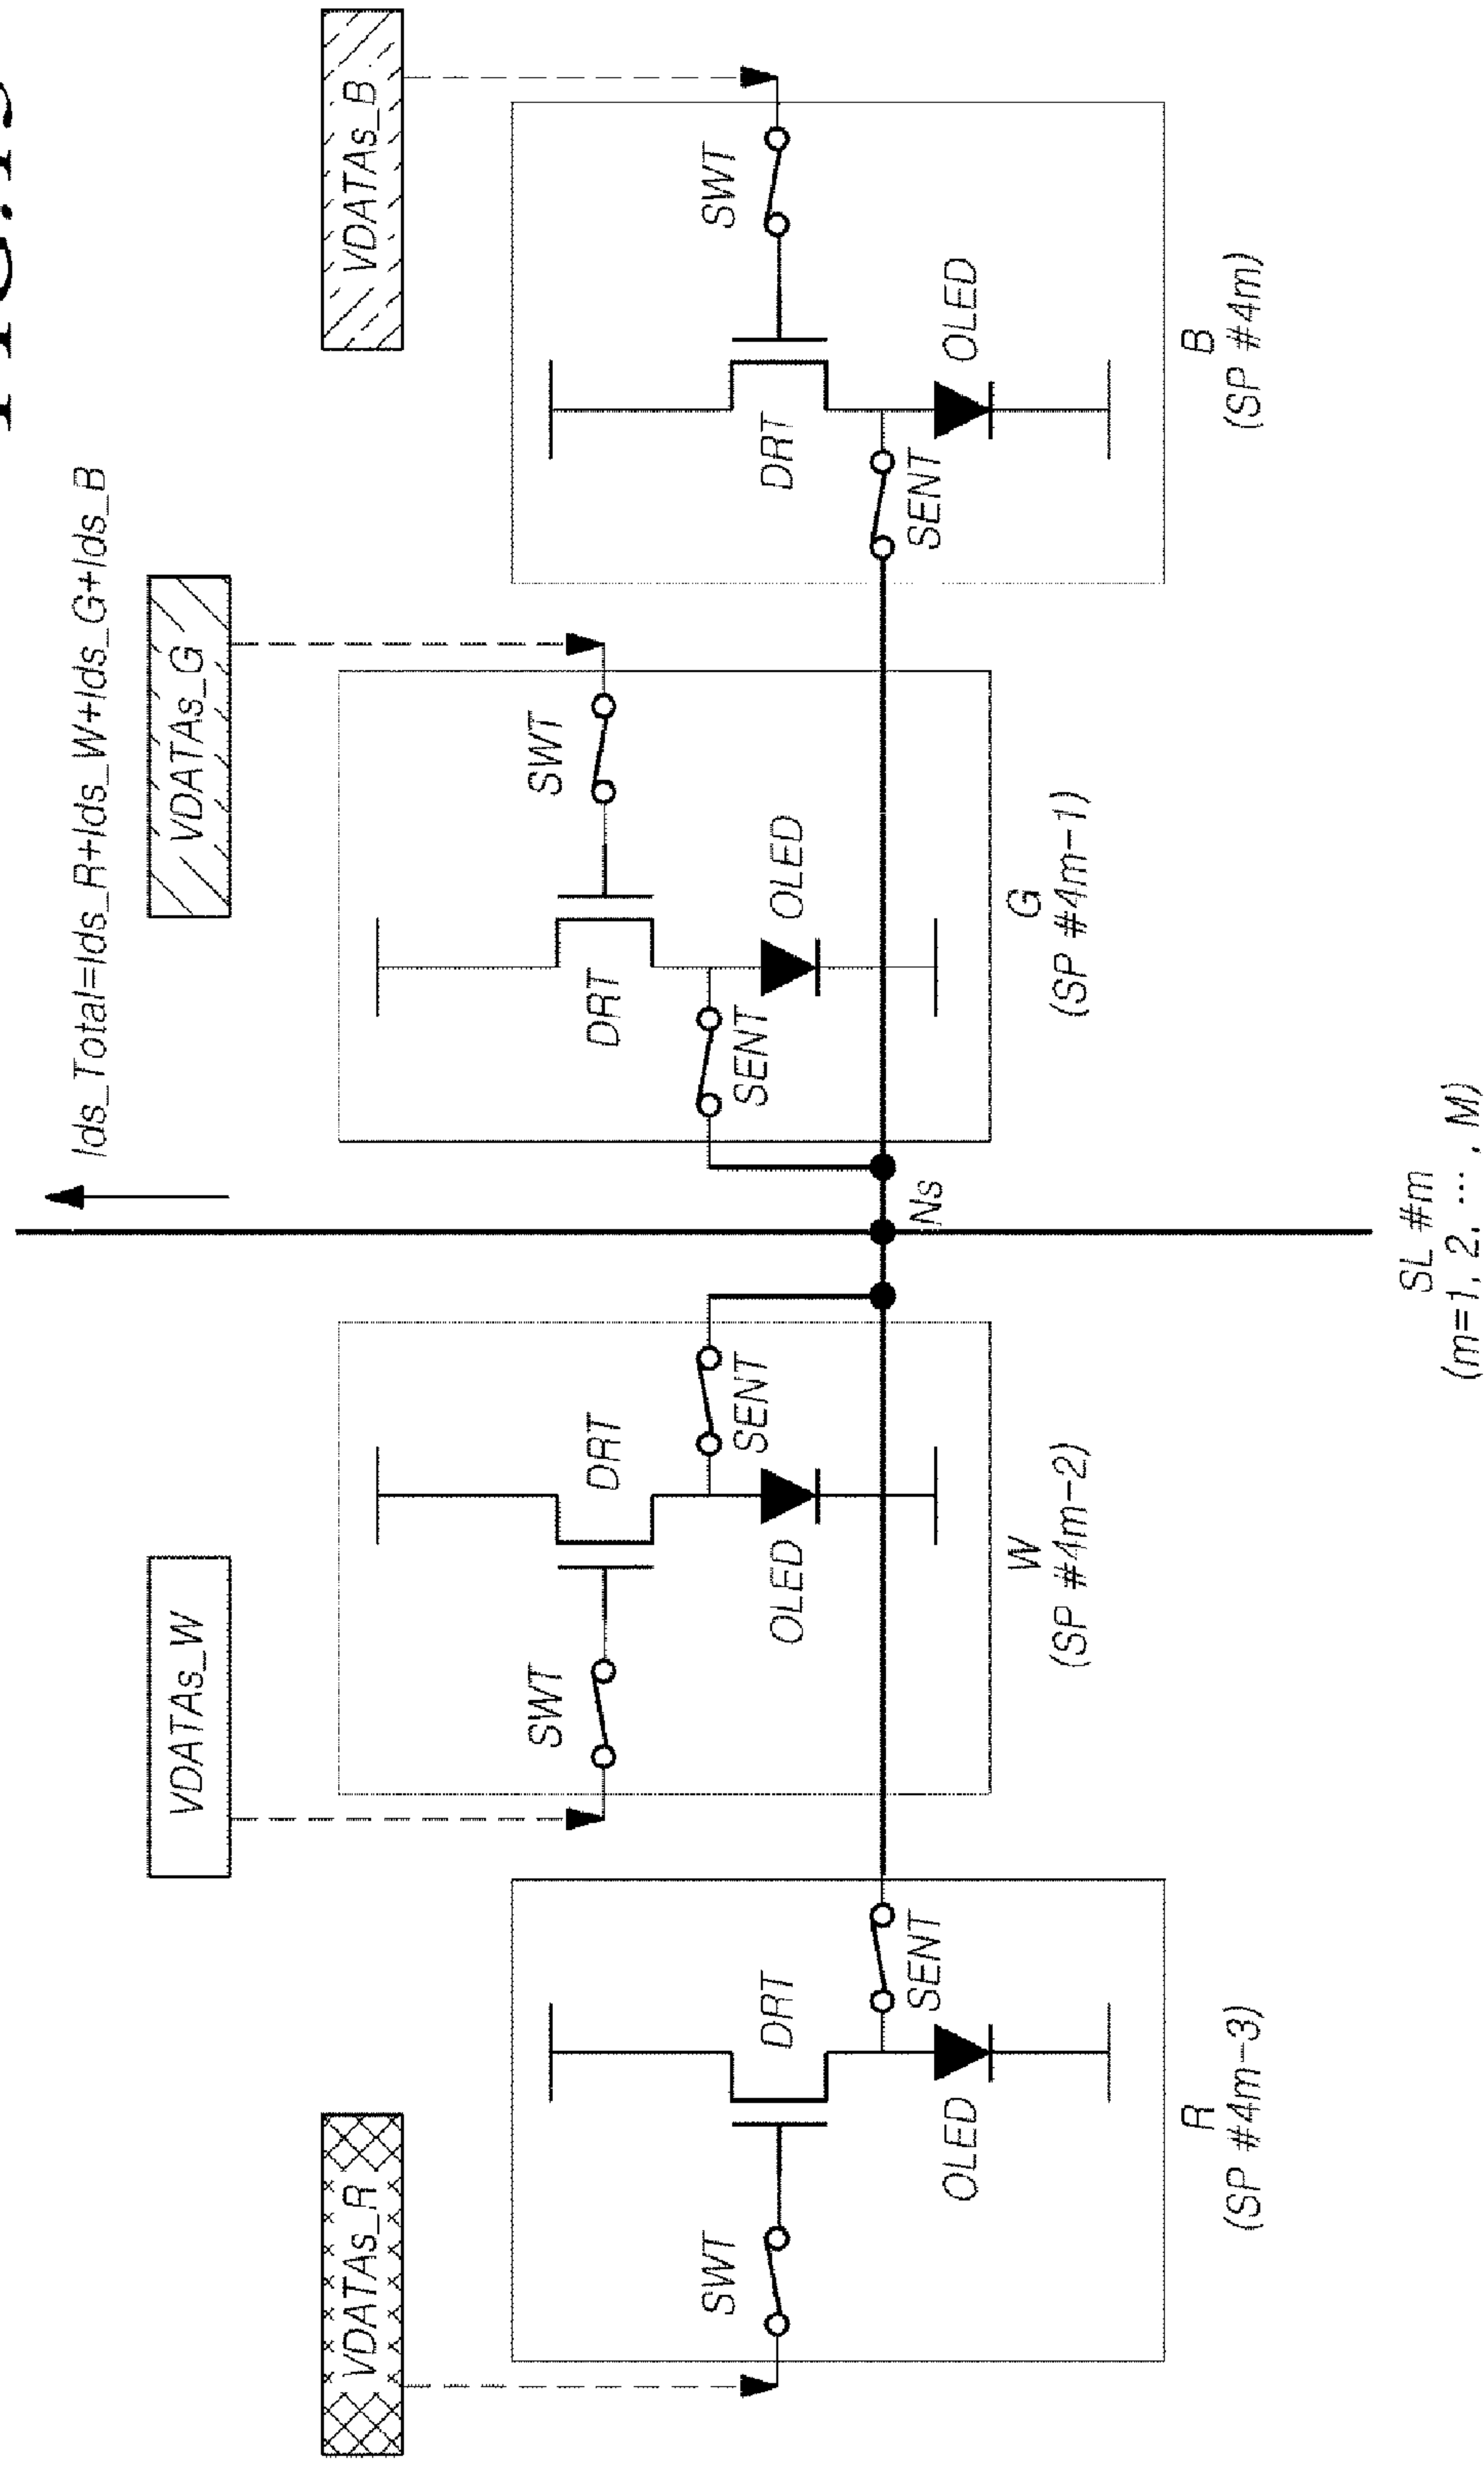 Ids_Total=Ids_R+Ids_W+Ids_G+Ids_B
VDATAs_W
VDATAs_G
VDATAs_R
VDATAs_B
SWT
DRT
SENT
OLED
W
(SP #4m-2)
SWT
DRT
SENT
OLED
G
(SP #4m-1)
SWT
DRT
SENT
OLED
R
(SP #4m-3)
SWT
DRT
SENT
OLED
B
(SP #4m)
Ns
SL #m
(m=1, 2, ... , M)